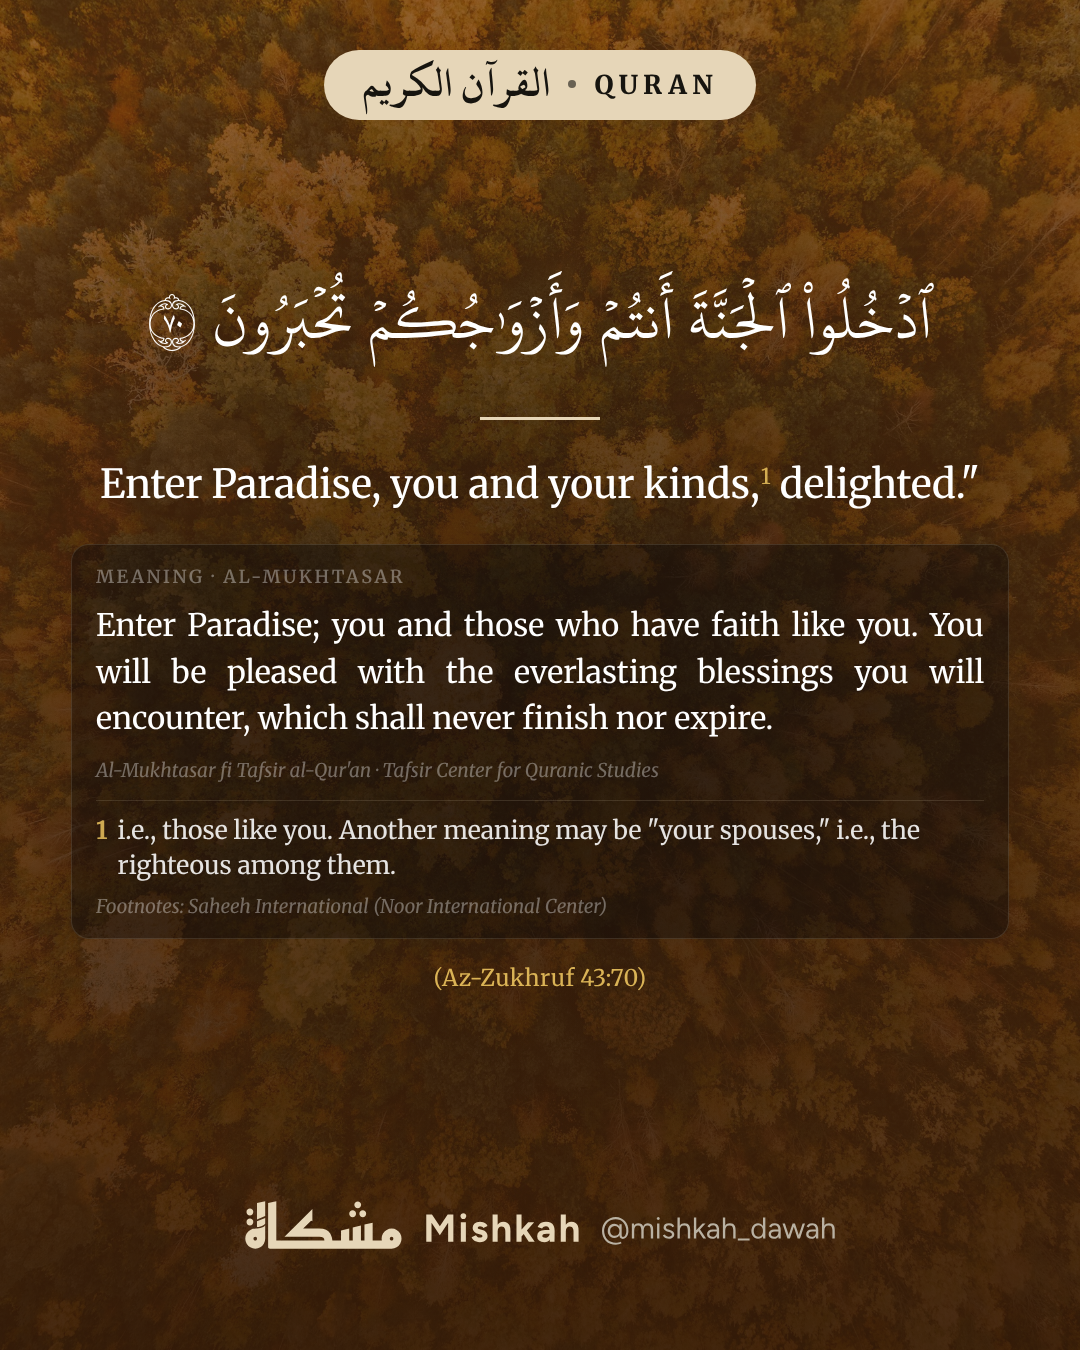 القرآن الكريم • QURAN
ٱدۡخُلُواْ ٱلۡجَنَّةَ أَنتُمۡ وَأَزۡوَٰجُكُمۡ تُحۡبَرُونَ ٧٠
Enter Paradise, you and your kinds,1 delighted."
MEANING · AL-MUKHTASAR
Enter Paradise; you and those who have faith like you. You
will be pleased with the everlasting blessings you will
encounter, which shall never finish nor expire.
Al-Mukhtasar fi Tafsir al-Qur'an · Tafsir Center for Quranic Studies
1 i.e., those like you. Another meaning may be "your spouses," i.e., the
righteous among them.
Footnotes: Saheeh International (Noor International Center)
(Az-Zukhruf 43:70)
مشكاة Mishkah @mishkah_dawah